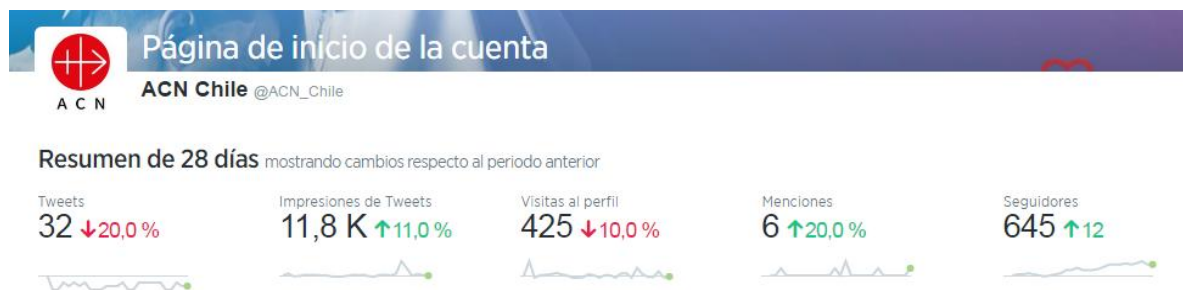 Página de inicio de la cuenta
ACN
ACN Chile @ACN_Chile
Resumen de 28 días mostrando cambios respecto al periodo anterior
Tweets Impresiones de Tweets Visitas al perfil Menciones Seguidores
32 ↓20,0 % 11,8 K ↑11,0 % 425 ↓10,0 % 6 ↑20,0 % 645 ↑12